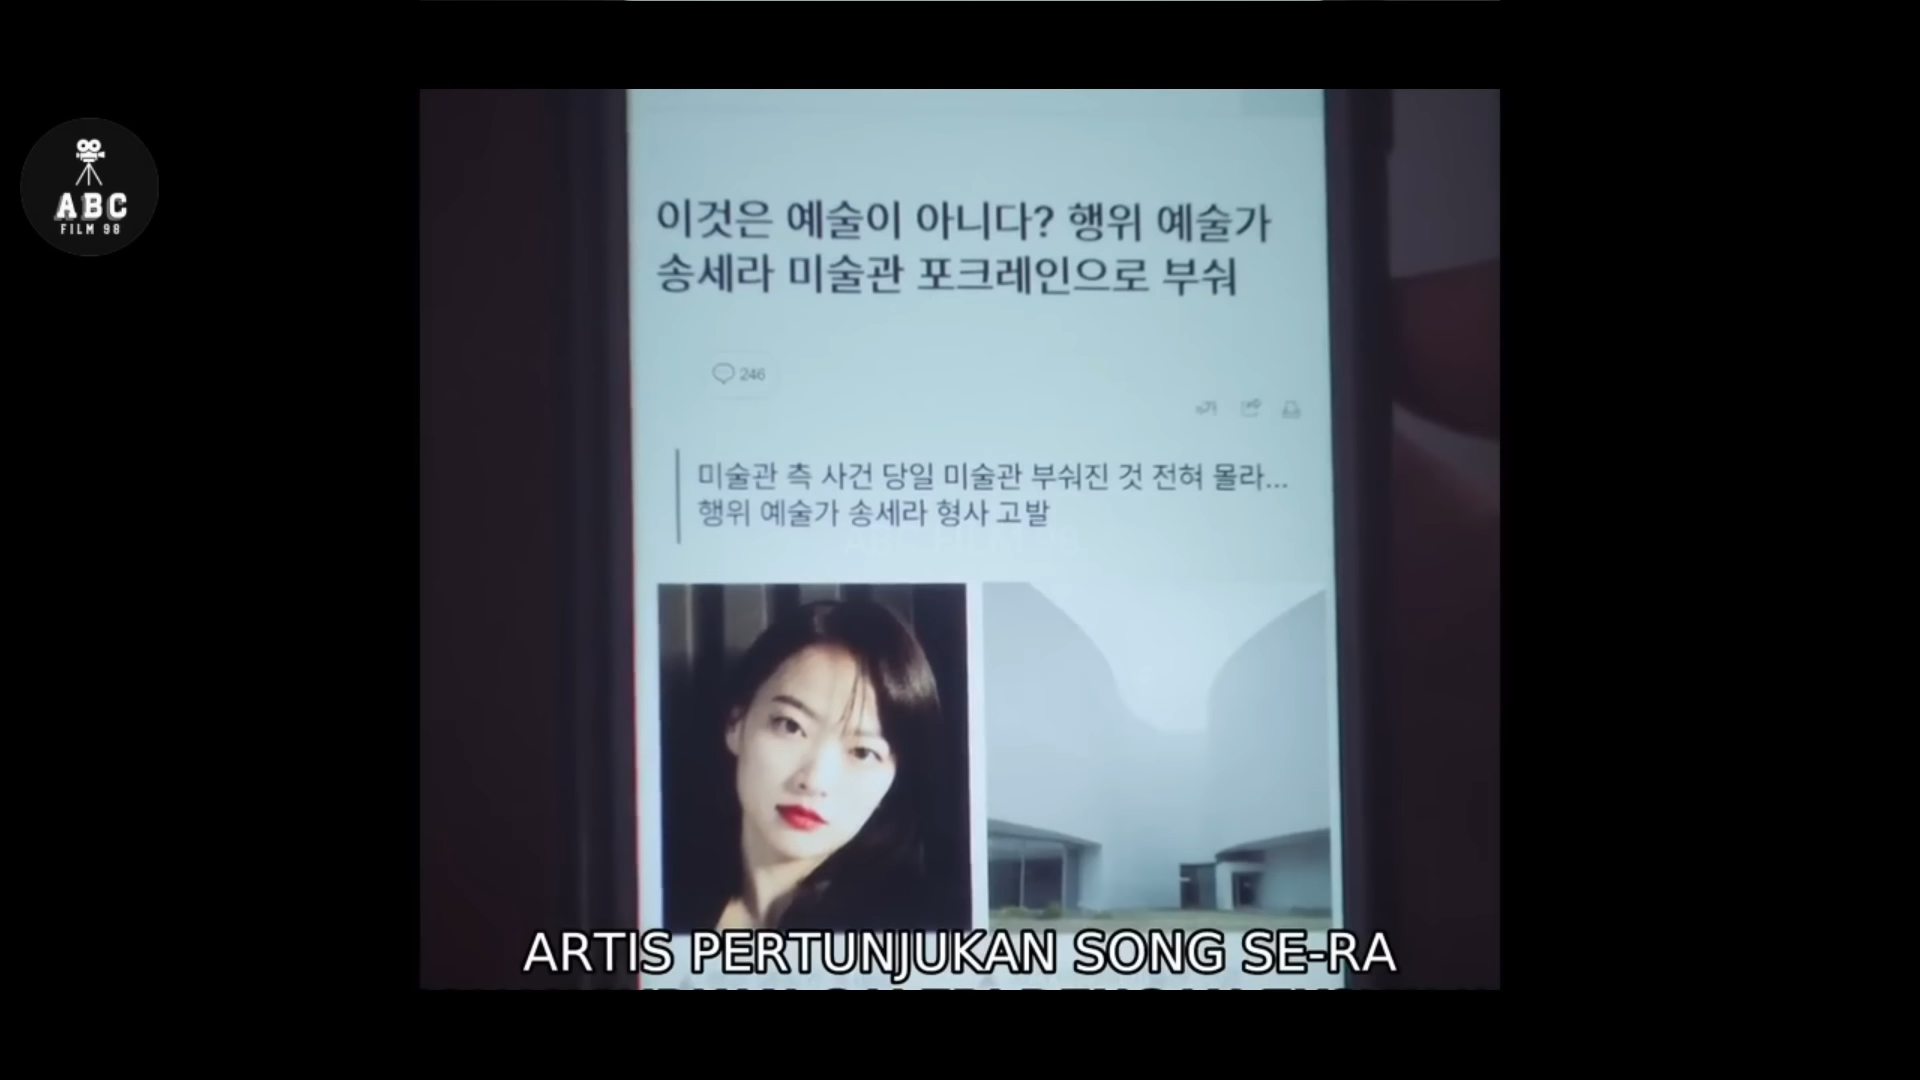 ABC
FILM 98
이것은 예술이 아니다? 행위 예술가
송세라 미술관 포크레인으로 부숴
246
미술관 측 사건 당일 미술관 부숴진 것 전혀 몰라...
행위 예술가 송세라 형사 고발
ABC FILM 98
ARTIS PERTUNJUKAN SONG SE-RA